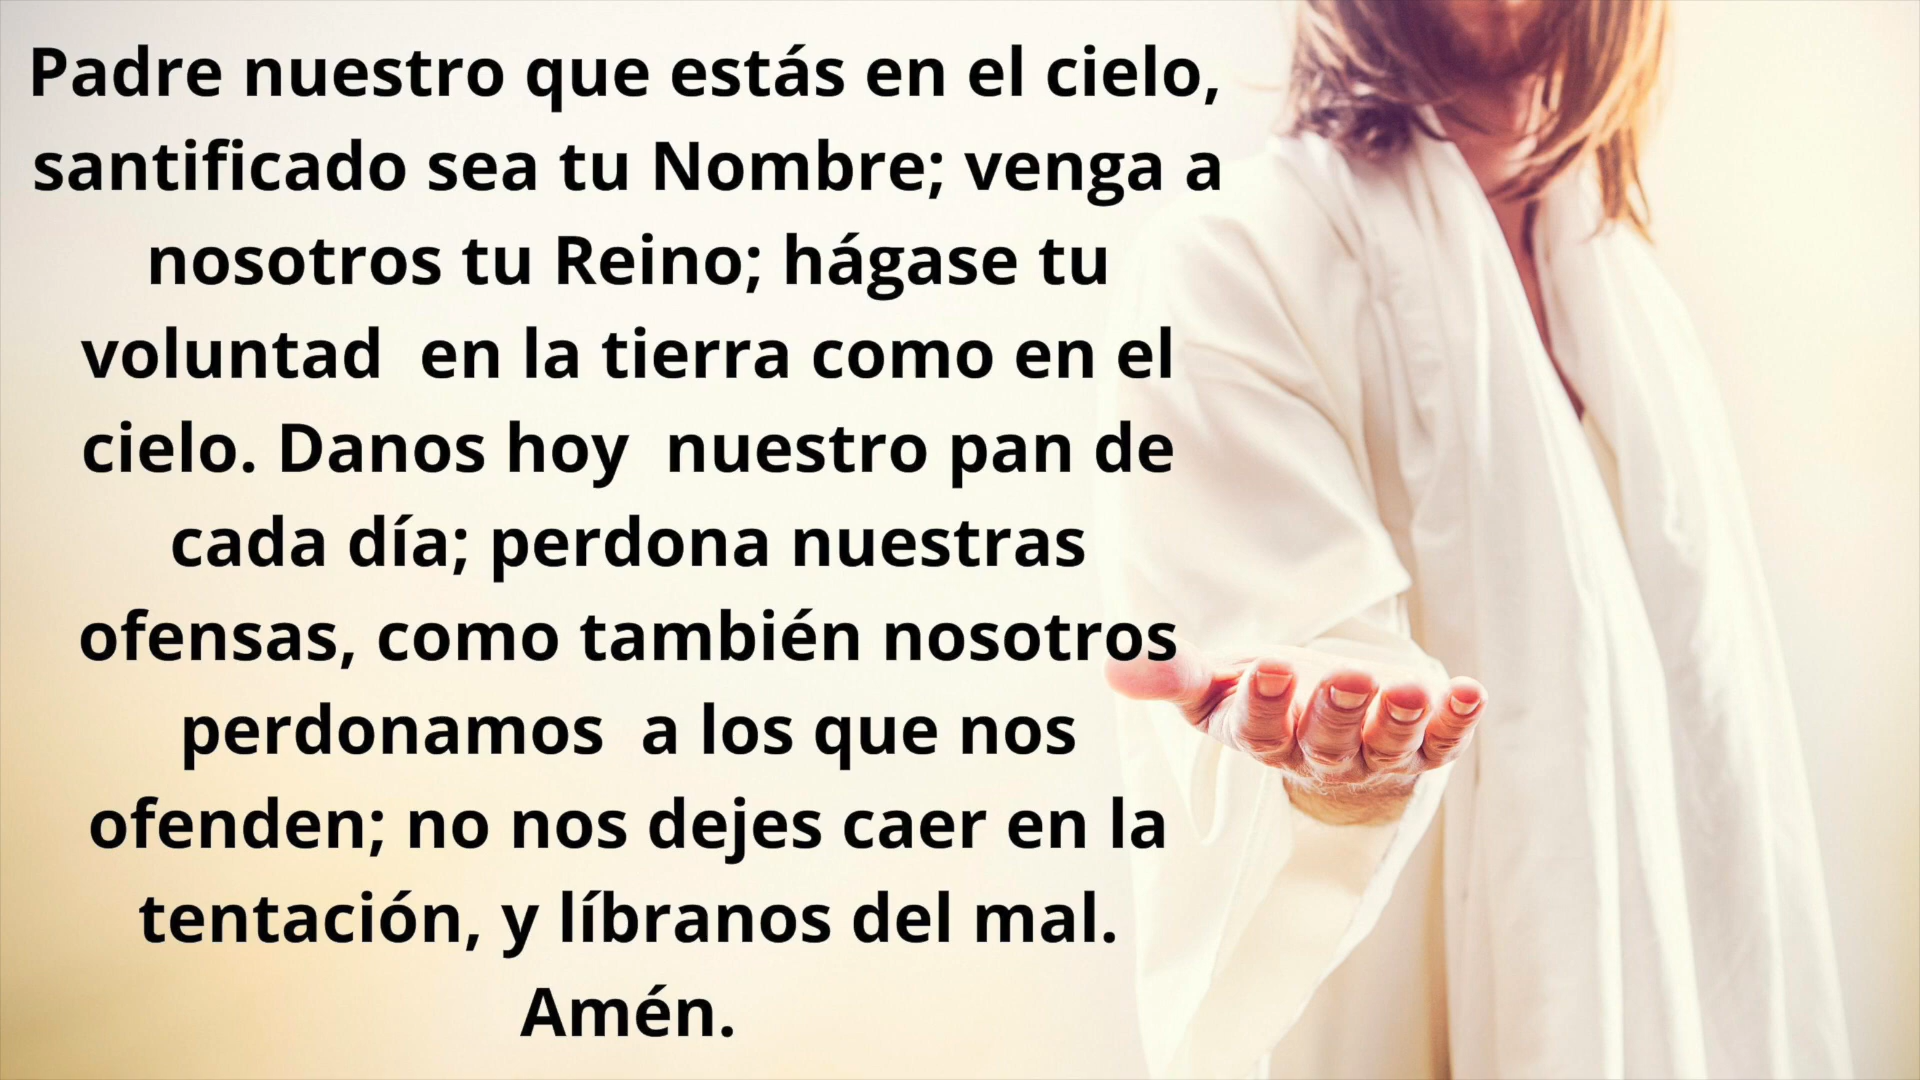 Padre nuestro que estás en el cielo,
santificado sea tu Nombre; venga a
nosotros tu Reino; hágase tu
voluntad  en la tierra como en el
cielo. Danos hoy  nuestro pan de
cada día; perdona nuestras
ofensas, como también nosotros
perdonamos  a los que nos
ofenden; no nos dejes caer en la
tentación, y líbranos del mal.
Amén.